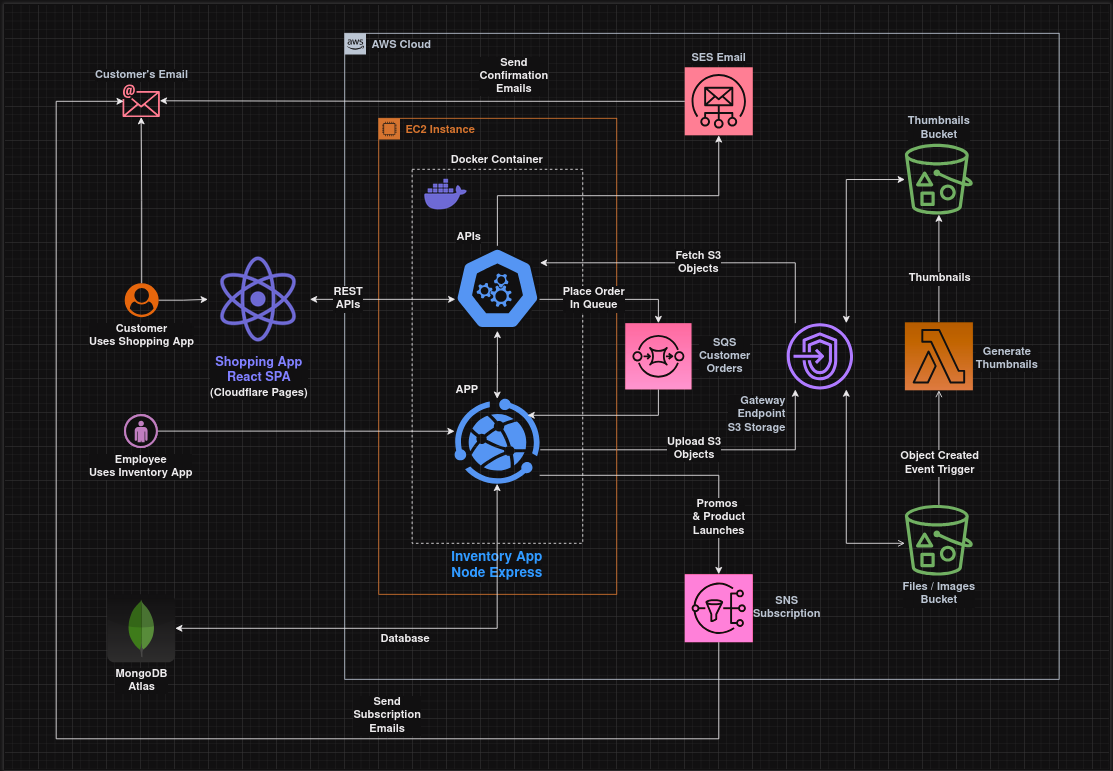 aws
AWS Cloud
SES Email
Send
Confirmation
Emails
Customer's Email
@
EC2 Instance
Thumbnails
Bucket
Docker Container
APIs
Fetch S3
Objects
Thumbnails
REST
APIs
Place Order
In Queue
Customer
Uses Shopping App
SQS
Customer
Orders
Generate
Thumbnails
Shopping App
React SPA
(Cloudflare Pages)
APP
Gateway
Endpoint
S3 Storage
Upload S3
Objects
Employee
Uses Inventory App
Object Created
Event Trigger
Promos
& Product
Launches
Inventory App
Node Express
Files / Images
Bucket
SNS
Subscription
Database
MongoDB
Atlas
Send
Subscription
Emails